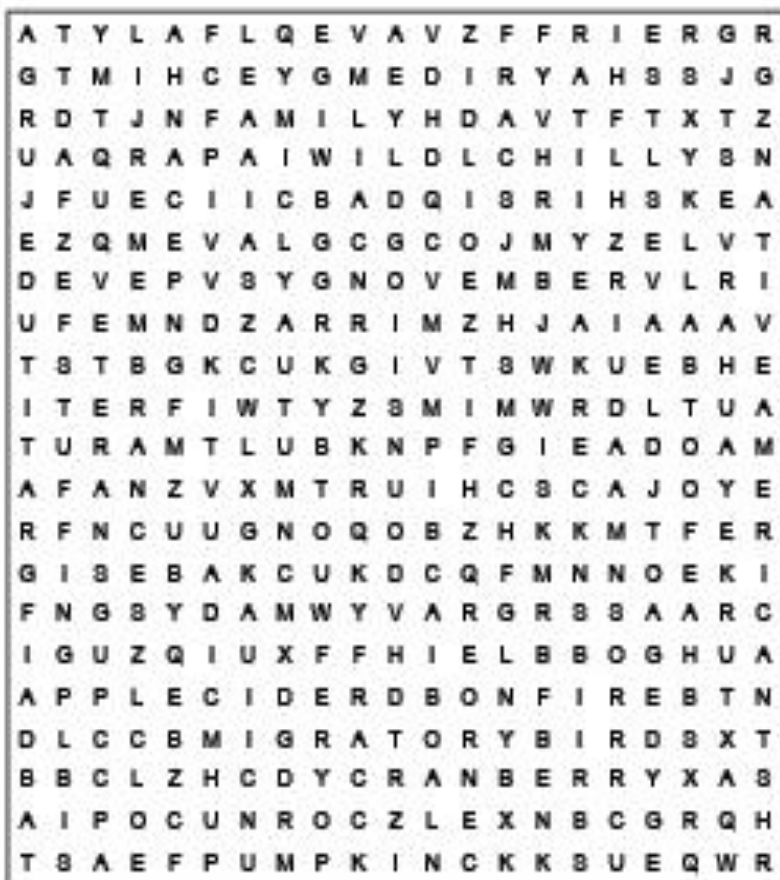 A T Y L A F L Q E V A V Z F F R I E R G R
G T M I H C E Y G M E D I R Y A H S S J G
R D T J N F A M I L Y H D A V T F T X T Z
U A Q R A P A I W I L D L C H I L L Y S N
J F U E C I I C B A D Q I S R I H S K E A
E Z Q M E V A L G C G C O J M Y Z E L V T
D E V E P V S Y G N O V E M B E R V L R I
U F E M N D Z A R R I M Z H J A I A A A V
T S T B G K C U K G I V T S W K U E B H E
I T E R F I W T Y Z S M I M W R D L T U A
T U R A M T L U B K N P F G I E A D O A M
A F A N Z V X M T R U I H C S C A J O Y E
R F N C U U G N O Q O B Z H K K M T F E R
G I S E B A K C U K D C Q F M N N O E K I
F N G S Y D A M W Y V A R G R S S A A R C
I G U Z Q I U X F F H I E L B B O G H U A
A P P L E C I D E R D B O N F I R E B T N
D L C C B M I G R A T O R Y B I R D S X T
B B C L Z H C D Y C R A N B E R R Y X A S
A I P O C U N R O C Z L E X N B C G R Q H
T S A E F P U M P K I N C K K S U E Q W R